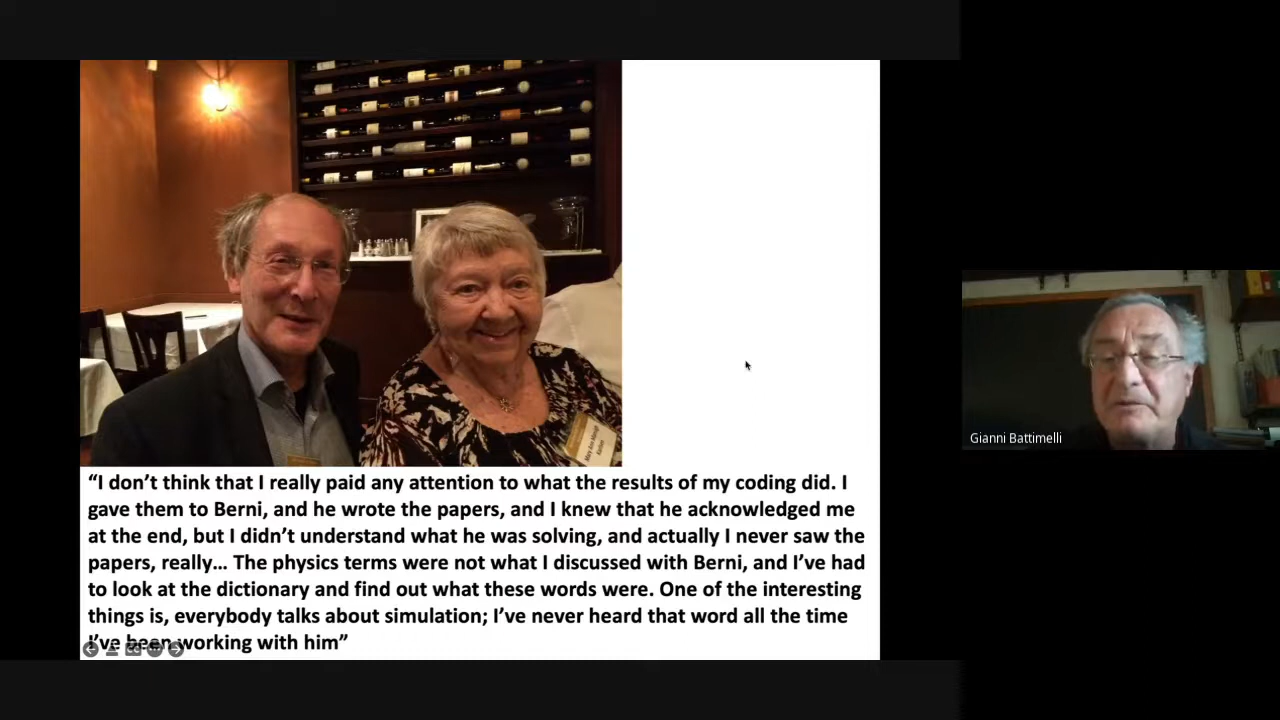 “I don’t think that I really paid any attention to what the results of my coding did. I
gave them to Berni, and he wrote the papers, and I knew that he acknowledged me
at the end, but I didn’t understand what he was solving, and actually I never saw the
papers, really... The physics terms were not what I discussed with Berni, and I’ve had
to look at the dictionary and find out what these words were. One of the interesting
things is, everybody talks about simulation; I’ve never heard that word all the time
I’ve been working with him”
Gianni Battimelli